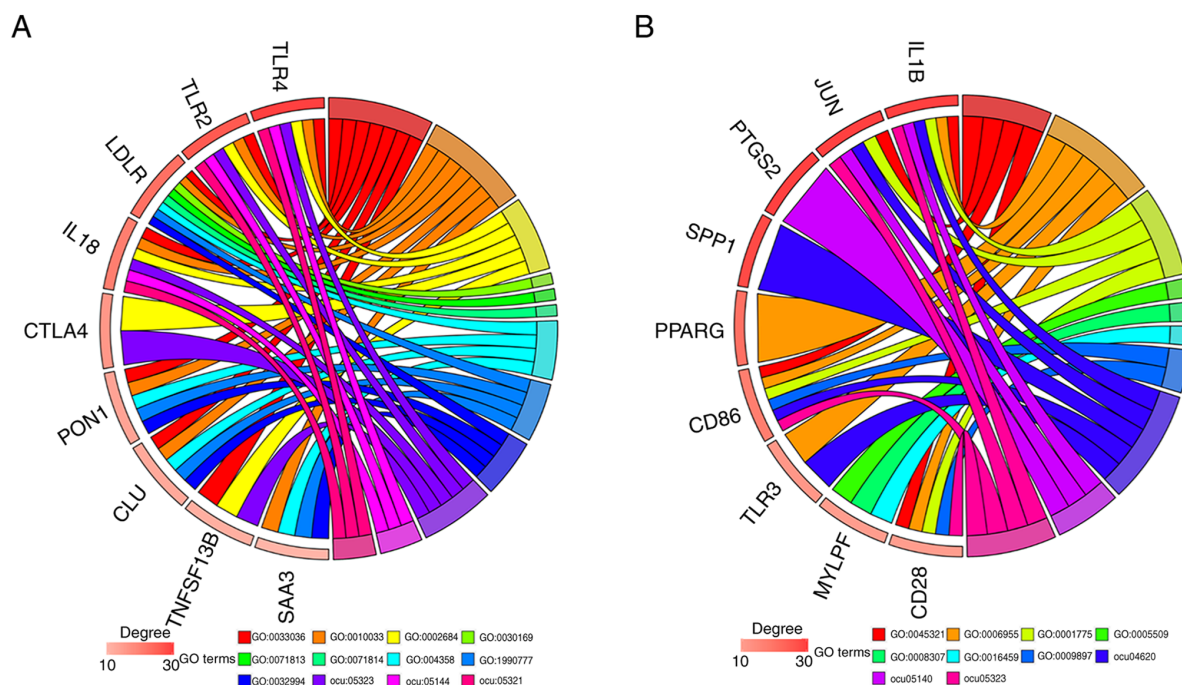 A
TLR4
TLR2
LDLR
IL18
CTLA4
PON1
CLU
TNFSF13B
SAA3
Degree
10 30
GO terms
GO:0033036 GO:0010033 GO:0002684 GO:0030169
GO:0071813 GO:0071814 GO:004358 GO:1990777
GO:0032994 ocu:05323 ocu:05144 ocu:05321
B
IL1B
JUN
PTGS2
SPP1
PPARG
CD86
TLR3
MYLPF
CD28
Degree
10 30
GO terms
GO:0045321 GO:0006955 GO:0001775 GO:0005509
GO:0008307 GO:0016459 GO:0009897 ocu04620
ocu05140 ocu05323